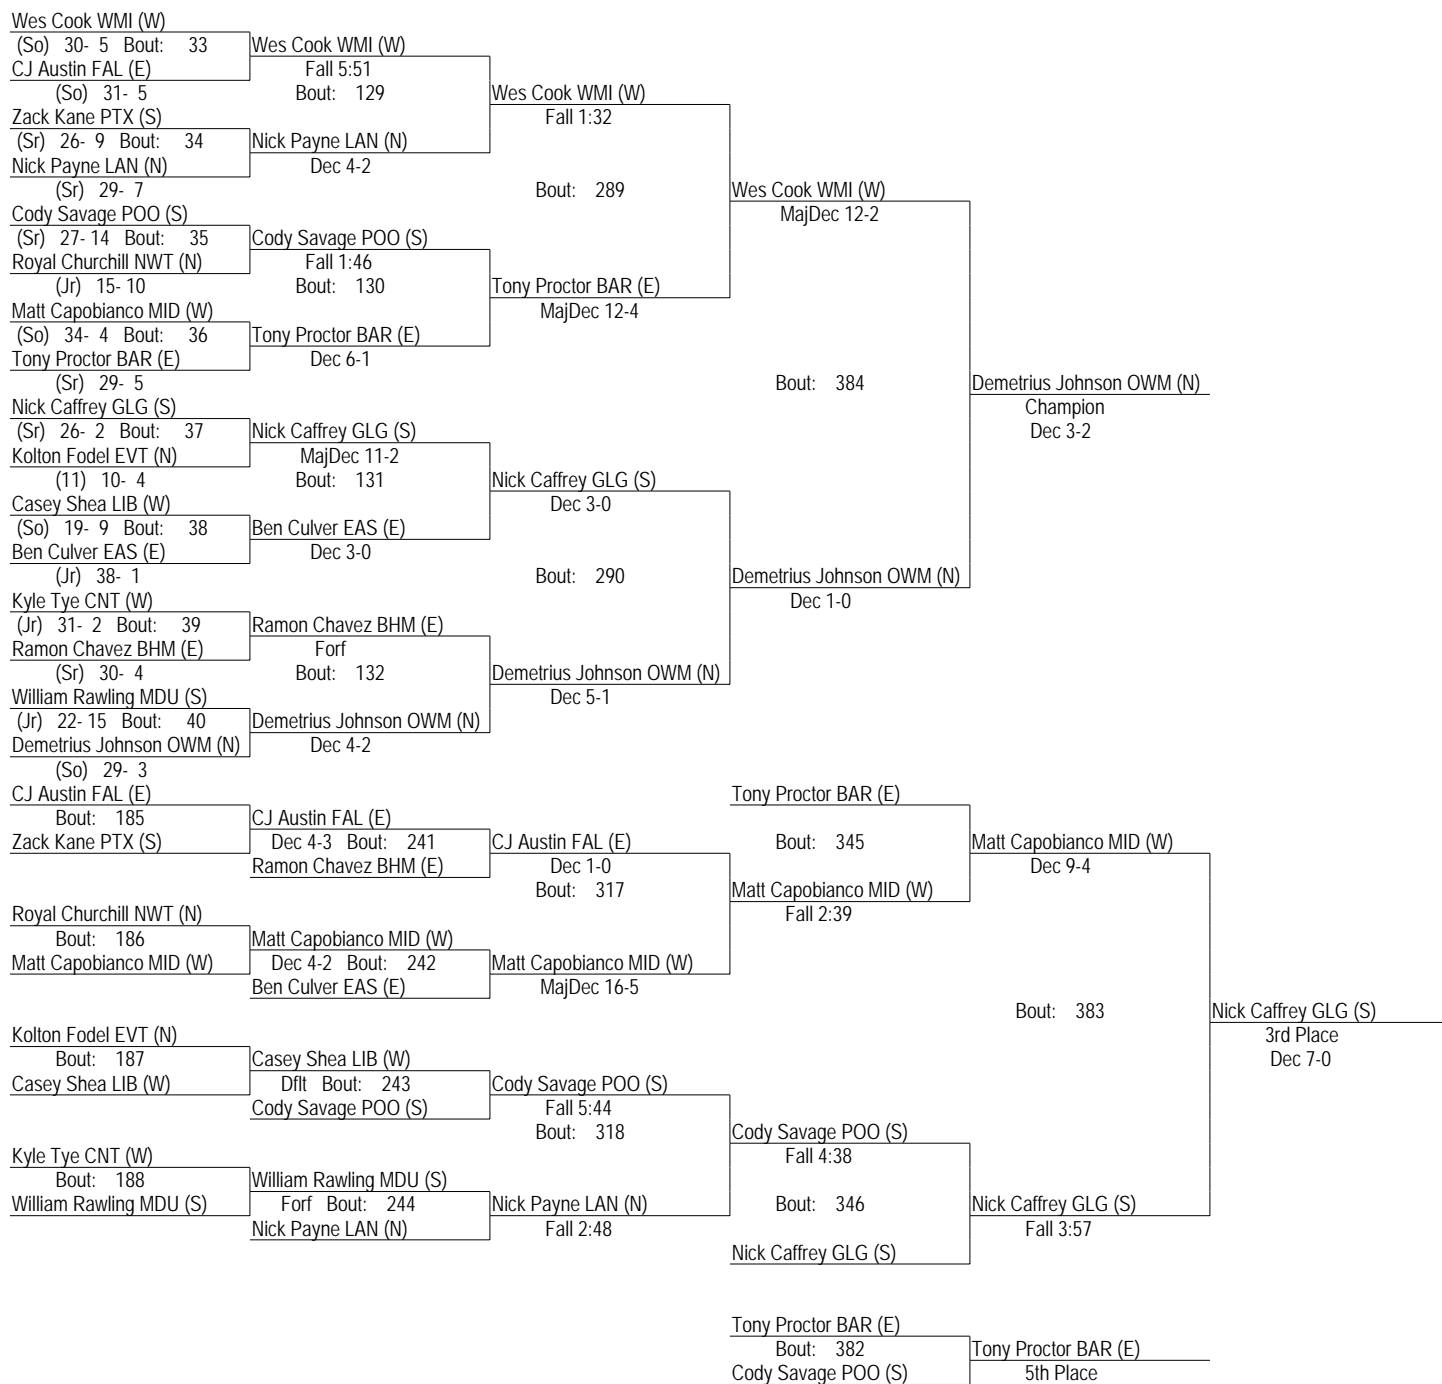 Wes Cook WMI (W)
(So) 30- 5 Bout: 33 Wes Cook WMI (W)
CJ Austin FAL (E) Fall 5:51
(So) 31- 5 Bout: 129 Wes Cook WMI (W)
Zack Kane PTX (S) Fall 1:32
(Sr) 26- 9 Bout: 34 Nick Payne LAN (N)
Nick Payne LAN (N) Dec 4-2
(Sr) 29- 7 Bout: 289 Wes Cook WMI (W)
Cody Savage POO (S) MajDec 12-2
(Sr) 27- 14 Bout: 35 Cody Savage POO (S)
Royal Churchill NWT (N) Fall 1:46
(Jr) 15- 10 Bout: 130 Tony Proctor BAR (E)
Matt Capobianco MID (W) MajDec 12-4
(So) 34- 4 Bout: 36 Tony Proctor BAR (E)
Tony Proctor BAR (E) Dec 6-1
(Sr) 29- 5 Bout: 384 Demetrius Johnson OWM (N)
Nick Caffrey GLG (S) Champion
(Sr) 26- 2 Bout: 37 Nick Caffrey GLG (S) Dec 3-2
Kolton Fodel EVT (N) MajDec 11-2
(11) 10- 4 Bout: 131 Nick Caffrey GLG (S)
Casey Shea LIB (W) Dec 3-0
(So) 19- 9 Bout: 38 Ben Culver EAS (E)
Ben Culver EAS (E) Dec 3-0
(Jr) 38- 1 Bout: 290 Demetrius Johnson OWM (N)
Kyle Tye CNT (W) Dec 1-0
(Jr) 31- 2 Bout: 39 Ramon Chavez BHM (E)
Ramon Chavez BHM (E) Forf
(Sr) 30- 4 Bout: 132 Demetrius Johnson OWM (N)
William Rawling MDU (S) Dec 5-1
(Jr) 22- 15 Bout: 40 Demetrius Johnson OWM (N)
Demetrius Johnson OWM (N) Dec 4-2
(So) 29- 3
CJ Austin FAL (E) Tony Proctor BAR (E)
Bout: 185 CJ Austin FAL (E)
Zack Kane PTX (S) Dec 4-3 Bout: 241 CJ Austin FAL (E) Bout: 345 Matt Capobianco MID (W)
Ramon Chavez BHM (E) Dec 1-0 Dec 9-4
Bout: 317 Matt Capobianco MID (W)
Royal Churchill NWT (N) Fall 2:39
Bout: 186 Matt Capobianco MID (W)
Matt Capobianco MID (W) Dec 4-2 Bout: 242 Matt Capobianco MID (W)
Ben Culver EAS (E) MajDec 16-5
Bout: 383 Nick Caffrey GLG (S)
Kolton Fodel EVT (N) 3rd Place
Bout: 187 Casey Shea LIB (W) Dec 7-0
Casey Shea LIB (W) Dflt Bout: 243 Cody Savage POO (S)
Cody Savage POO (S) Fall 5:44
Bout: 318 Cody Savage POO (S)
Kyle Tye CNT (W) Fall 4:38
Bout: 188 William Rawling MDU (S)
William Rawling MDU (S) Forf Bout: 244 Nick Payne LAN (N) Bout: 346 Nick Caffrey GLG (S)
Nick Payne LAN (N) Fall 2:48 Fall 3:57
Nick Caffrey GLG (S)
Tony Proctor BAR (E)
Bout: 382 Tony Proctor BAR (E)
Cody Savage POO (S) 5th Place